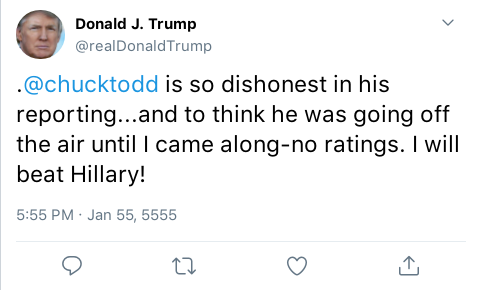 Donald J. Trump
@realDonaldTrump
.@chucktodd is so dishonest in his
reporting...and to think he was going off
the air until I came along-no ratings. I will
beat Hillary!
5:55 PM · Jan 55, 5555